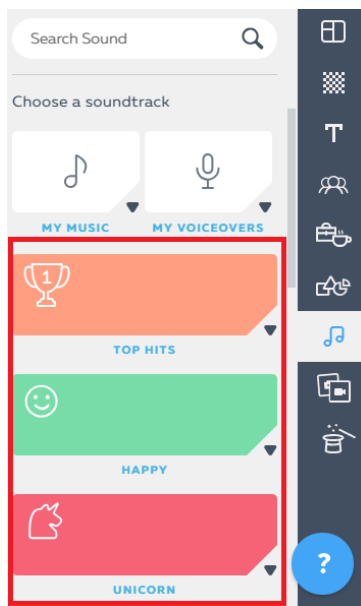 Search Sound
Choose a soundtrack
T
MY MUSIC MY VOICEOVERS
1
TOP HITS
HAPPY
UNICORN
?